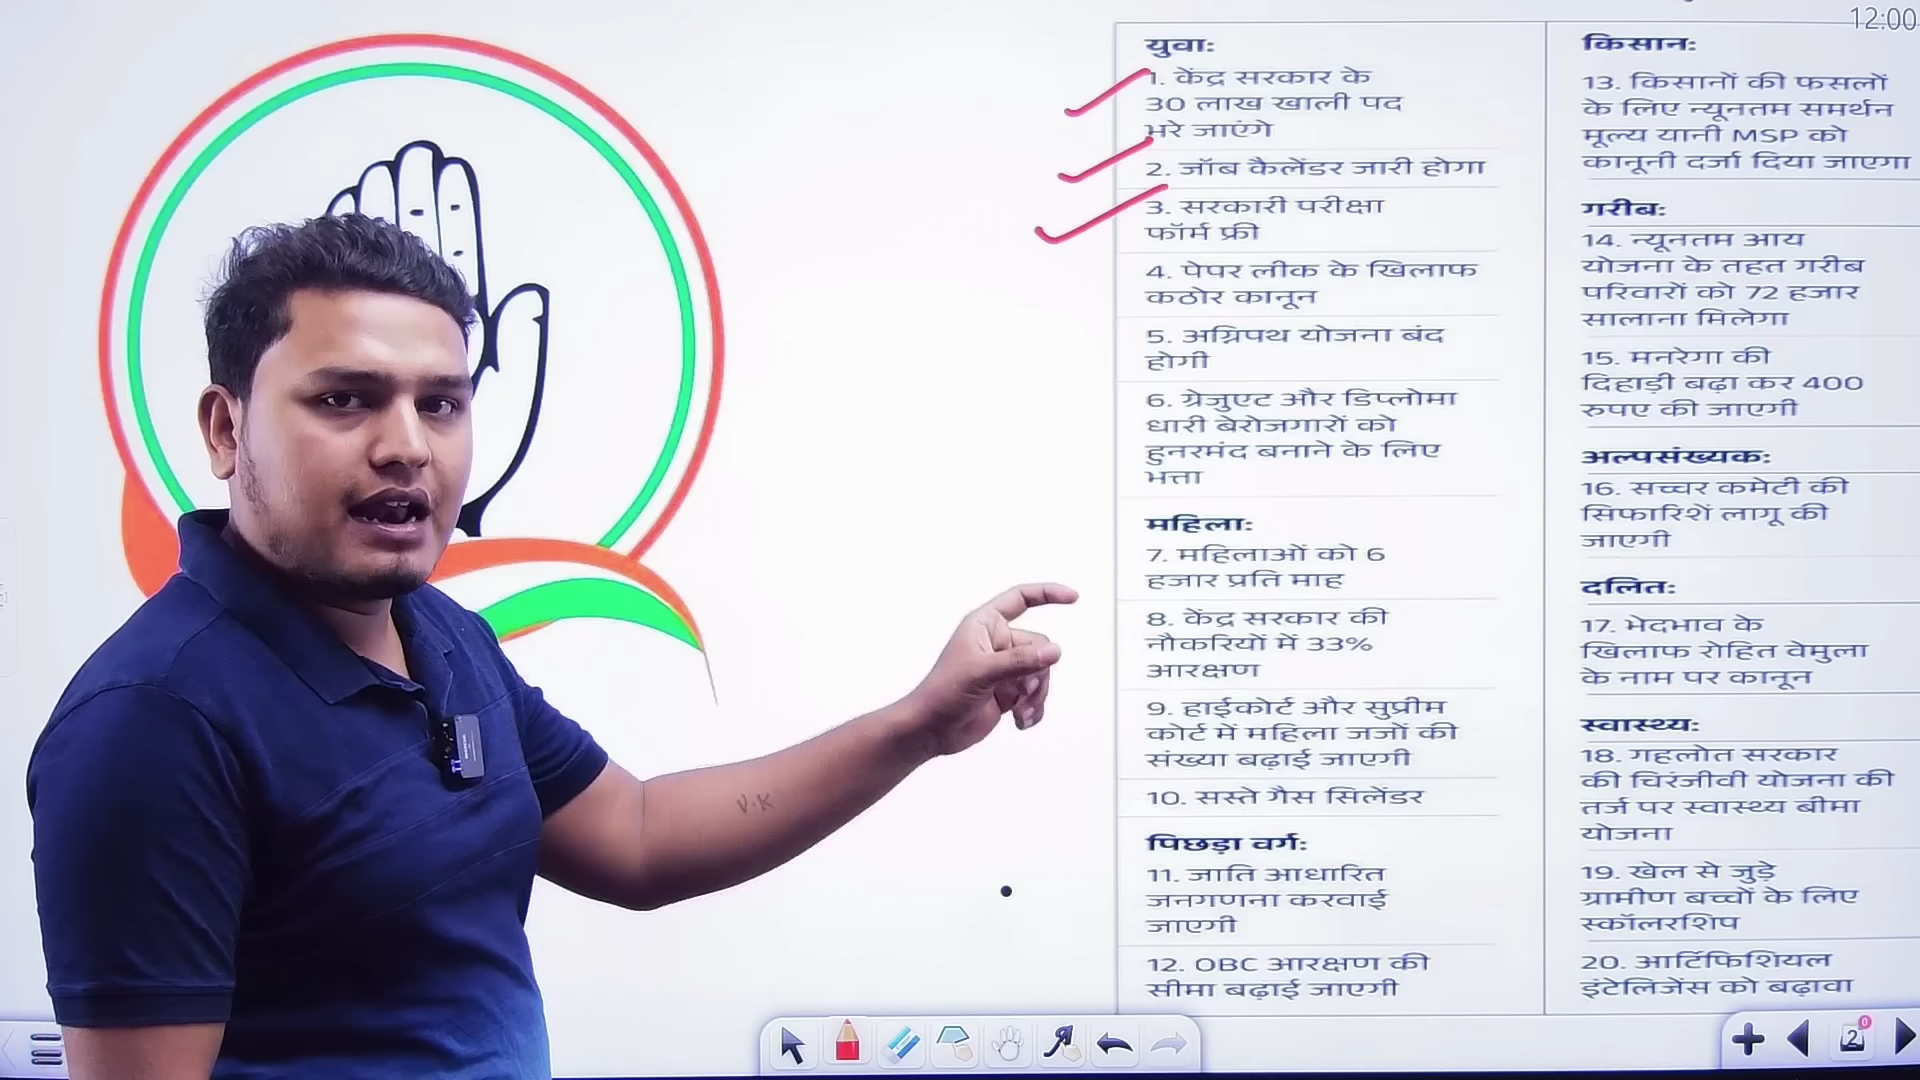 12:00
युवा:
1. केंद्र सरकार के
30 लाख खाली पद
भरे जाएंगे
2. जॉब कैलेंडर जारी होगा
3. सरकारी परीक्षा
फॉर्म फ्री
4. पेपर लीक के खिलाफ
कठोर कानून
5. अग्निपथ योजना बंद
होगी
6. ग्रेजुएट और डिप्लोमा
धारी बेरोजगारों को
हुनरमंद बनाने के लिए
भत्ता
महिला:
7. महिलाओं को 6
हजार प्रति माह
8. केंद्र सरकार की
नौकरियों में 33%
आरक्षण
9. हाईकोर्ट और सुप्रीम
कोर्ट में महिला जजों की
संख्या बढ़ाई जाएगी
10. सस्ते गैस सिलेंडर
पिछड़ा वर्ग:
11. जाति आधारित
जनगणना करवाई
जाएगी
12. OBC आरक्षण की
सीमा बढ़ाई जाएगी
किसान:
13. किसानों की फसलों
के लिए न्यूनतम समर्थन
मूल्य यानी MSP को
कानूनी दर्जा दिया जाएगा
गरीब:
14. न्यूनतम आय
योजना के तहत गरीब
परिवारों को 72 हजार
सालाना मिलेगा
15. मनरेगा की
दिहाड़ी बढ़ा कर 400
रुपए की जाएगी
अल्पसंख्यक:
16. सच्चर कमेटी की
सिफारिशें लागू की
जाएगी
दलित:
17. भेदभाव के
खिलाफ रोहित वेमुला
के नाम पर कानून
स्वास्थ्य:
18. गहलोत सरकार
की चिरंजीवी योजना की
तर्ज पर स्वास्थ्य बीमा
योजना
19. खेल से जुड़े
ग्रामीण बच्चों के लिए
स्कॉलरशिप
20. आर्टिफिशियल
इंटेलिजेंस को बढ़ावा
V.K
2
0